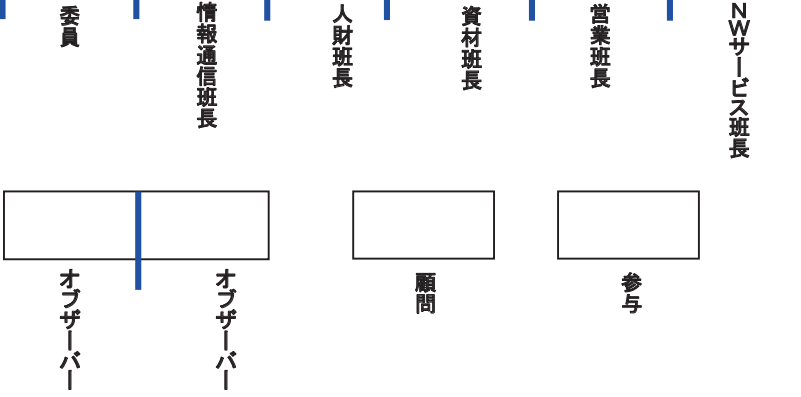 NWサービス班長
営業班長
資材班長
人財班長
情報通信班長
委員
参与
顧問
オブザーバー
オブザーバー